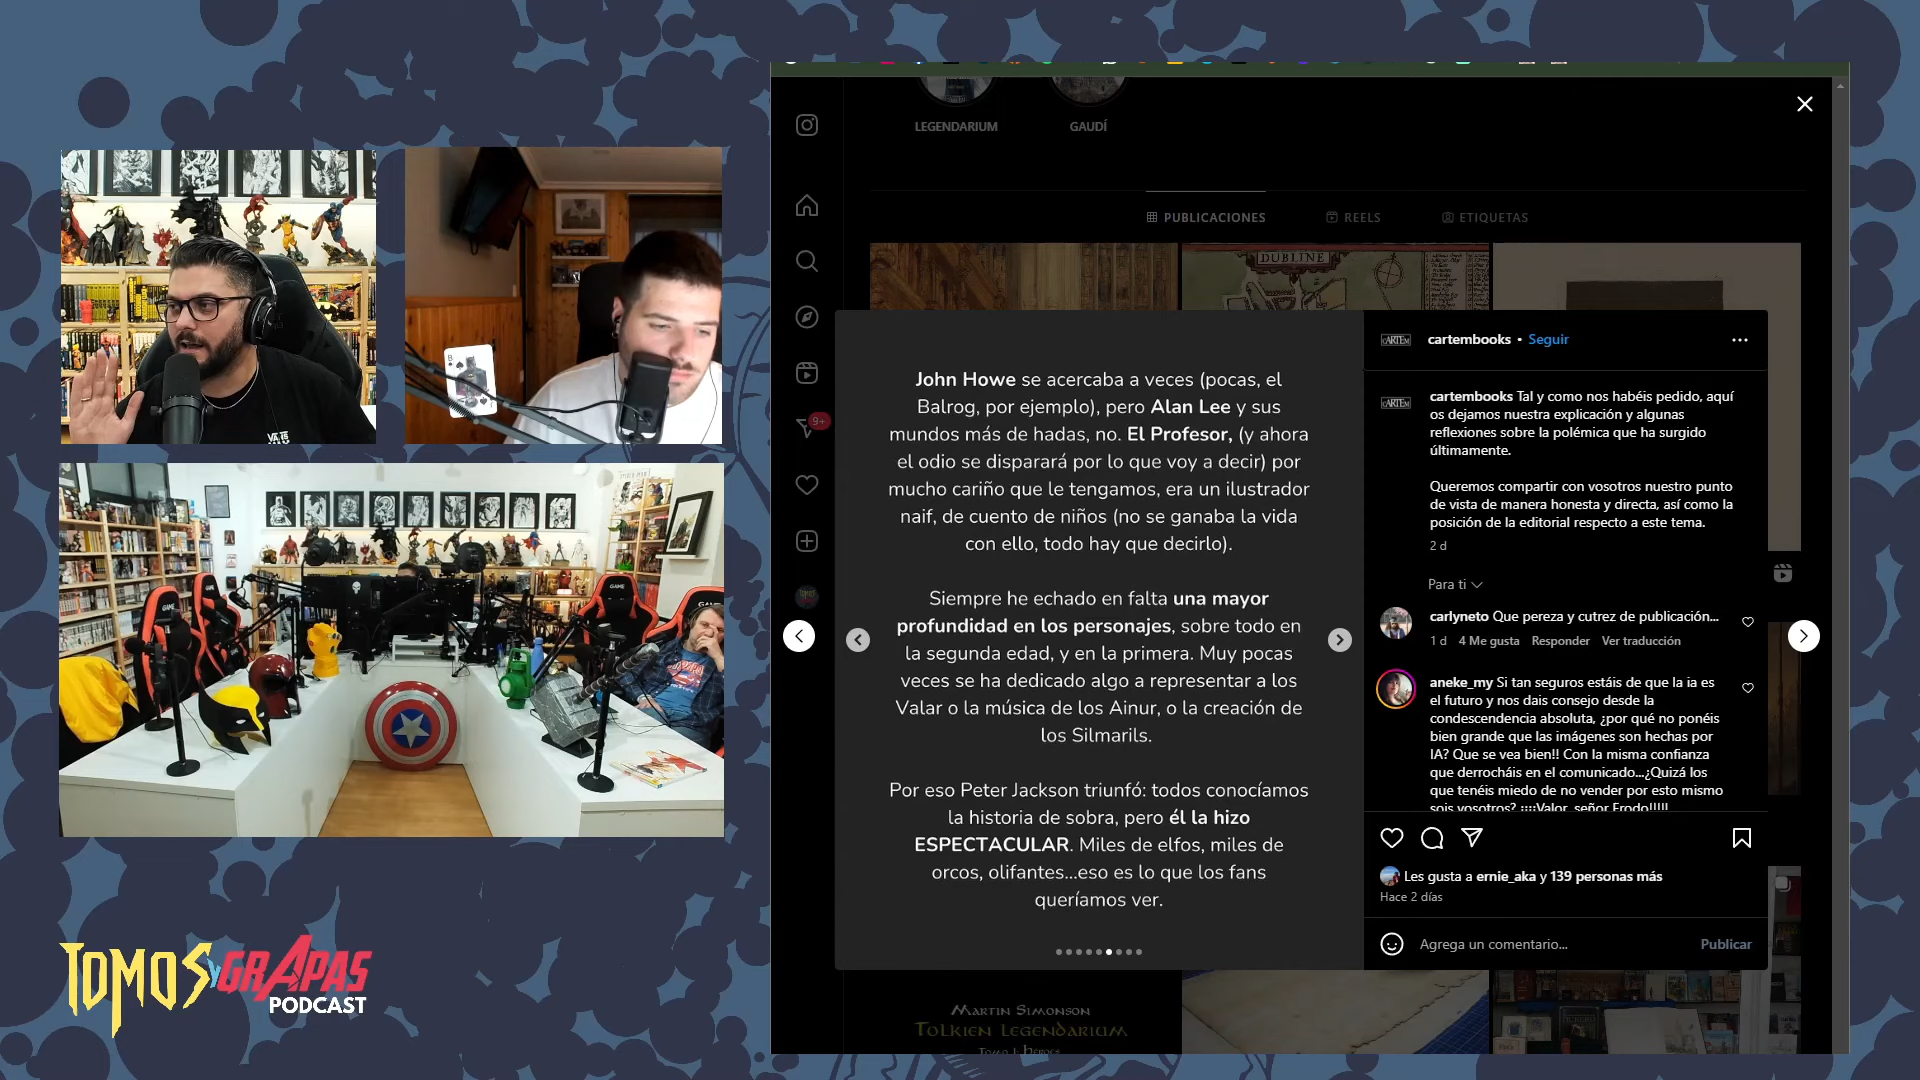 LEGENDARIUM
GAUDÍ
PUBLICACIONES
REELS
ETIQUETAS
DUBLINE
9+
John Howe se acercaba a veces (pocas, el
Balrog, por ejemplo), pero Alan Lee y sus
mundos más de hadas, no. El Profesor, (y ahora
el odio se disparará por lo que voy a decir) por
mucho cariño que le tengamos, era un ilustrador
naif, de cuento de niños (no se ganaba la vida
con ello, todo hay que decirlo).
Siempre he echado en falta una mayor
profundidad en los personajes, sobre todo en
la segunda edad, y en la primera. Muy pocas
veces se ha dedicado algo a representar a los
Valar o la música de los Ainur, o la creación de
los Silmarils.
Por eso Peter Jackson triunfó: todos conocíamos
la historia de sobra, pero él la hizo
ESPECTACULAR. Miles de elfos, miles de
orcos, olifantes...eso es lo que los fans
queríamos ver.
CARTEM
cartembooks • Seguir
CARTEM
cartembooks Tal y como nos habéis pedido, aquí
os dejamos nuestra explicación y algunas
reflexiones sobre la polémica que ha surgido
últimamente.
Queremos compartir con vosotros nuestro punto
de vista de manera honesta y directa, así como la
posición de la editorial respecto a este tema.
2 d
Para ti
carlyneto Que pereza y cutrez de publicación...
1 d 4 Me gusta Responder Ver traducción
aneke_my Si tan seguros estáis de que la ia es
el futuro y nos dais consejo desde la
condescendencia absoluta, ¿por qué no ponéis
bien grande que las imágenes son hechas por
IA? Que se vea bien!! Con la misma confianza
que derrocháis en el comunicado...¿Quizá los
que tenéis miedo de no vender por esto mismo
sois vosotros? ¡¡¡¡Valor, señor Frodo!!!!!
Les gusta a ernie_aka y 139 personas más
Hace 2 días
Agrega un comentario...
Publicar
MARTIN SIMONSON
TOLKIEN LEGENDARIUM
Tomo I: héroes
TOMOS Y GRAPAS
PODCAST